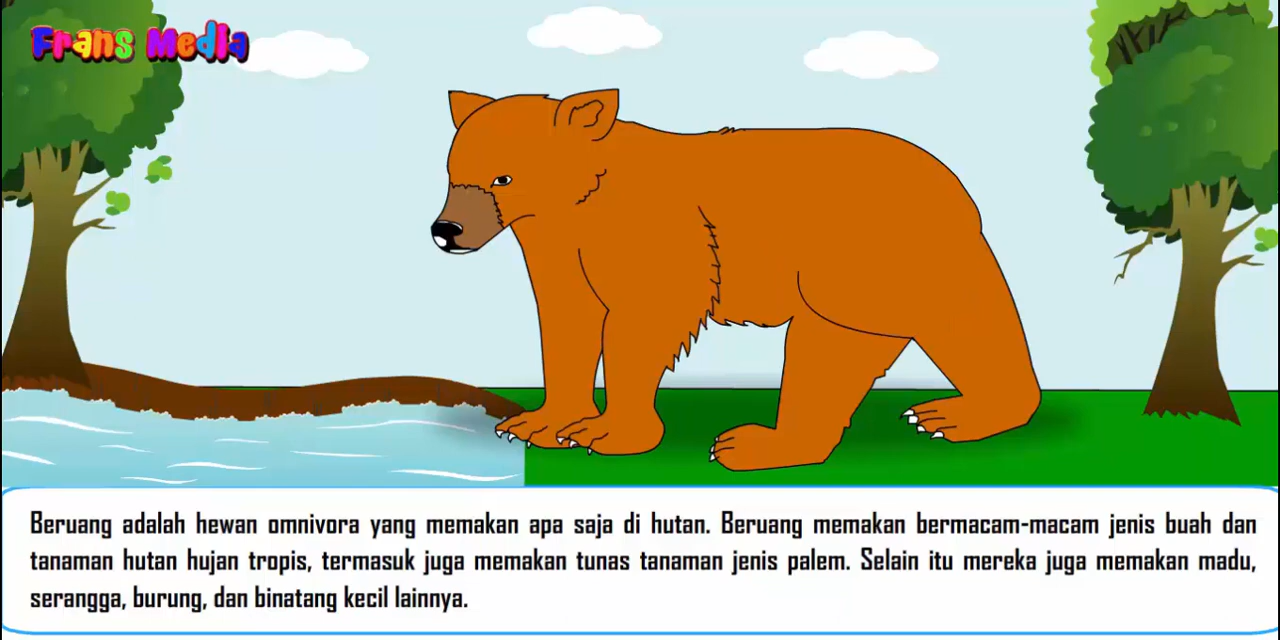 Frans Media
Beruang adalah hewan omnivora yang memakan apa saja di hutan. Beruang memakan bermacam-macam jenis buah dan
tanaman hutan hujan tropis, termasuk juga memakan tunas tanaman jenis palem. Selain itu mereka juga memakan madu,
serangga, burung, dan binatang kecil lainnya.